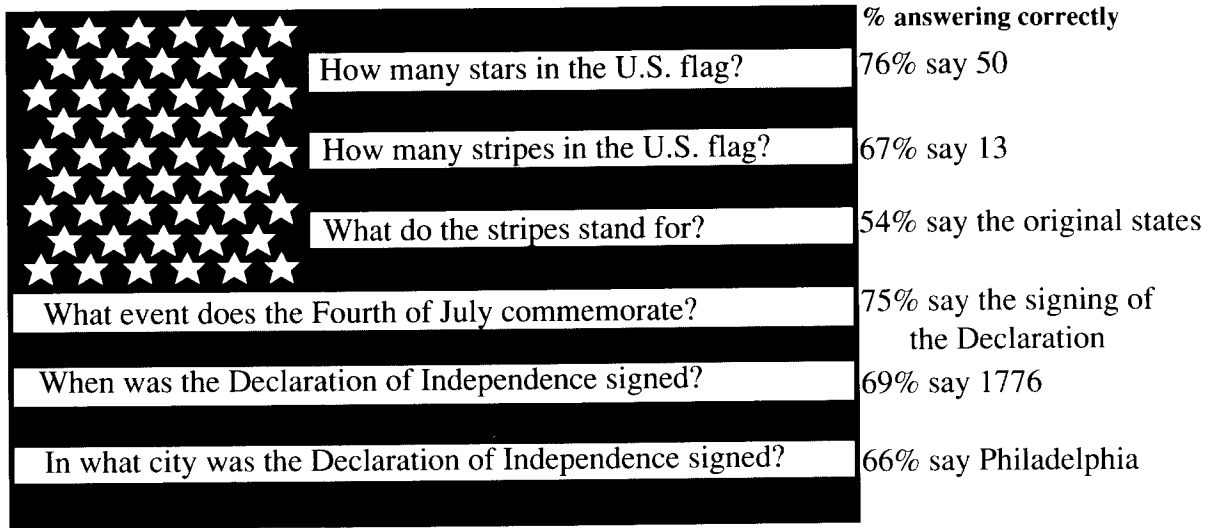 % answering correctly
How many stars in the U.S. flag?
76% say 50
How many stripes in the U.S. flag?
67% say 13
What do the stripes stand for?
54% say the original states
What event does the Fourth of July commemorate?
75% say the signing of
the Declaration
When was the Declaration of Independence signed?
69% say 1776
In what city was the Declaration of Independence signed?
66% say Philadelphia